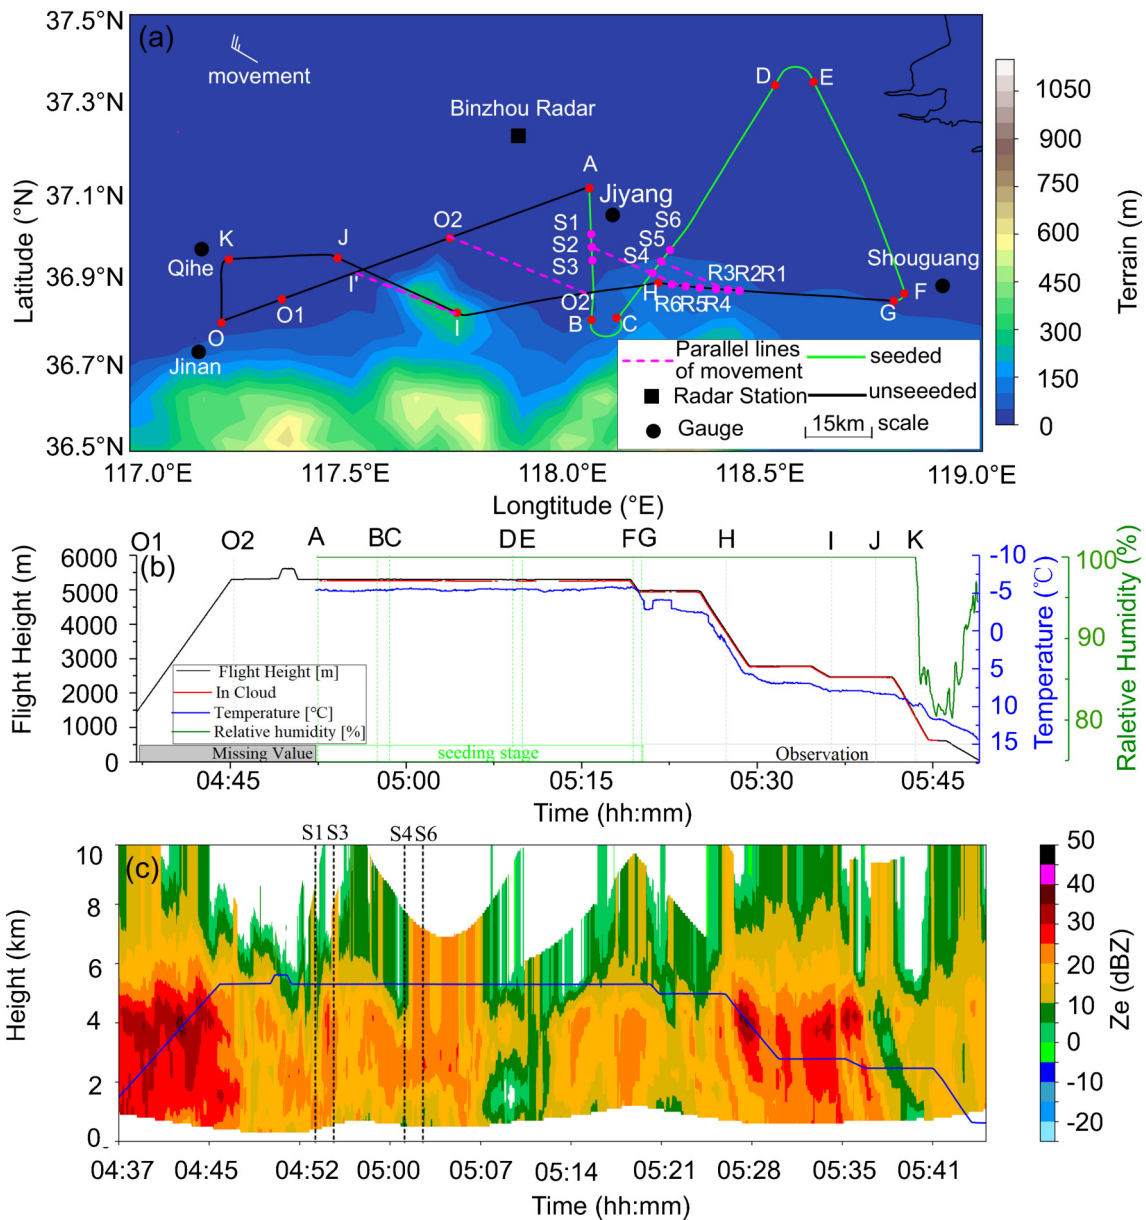 37.5°N
(a)
movement
37.3°N
D
E
1050
Binzhou Radar
900
A
37.1°N
Jiyang
750
O2
S1
S6
K
J
S2
S5
600
Latitude (°N)
Terrain (m)
36.9°N
Qihe
S3
S4
R3R2R1
Shouguang
450
I'
O1
O2'
H
R6R5R4
F
300
O
I
B
C
G
Jinan
36.7°N
Parallel lines
of movement
seeded
150
Radar Station
unseeeded
Gauge
15km
scale
0
36.5°N
117.0°E
117.5°E
118.0°E
118.5°E
119.0°E
Longtitude (°E)
O1
O2
A
BC
DE
FG
H
I
J
K
(b)
6000
5000
4000
3000
2000
1000
0
Flight Height (m)
-10
-5
0
5
10
15
Temperature (℃)
100
95
90
85
80
Raletive Humidity (%)
Flight Height [m]
In Cloud
Temperature [℃]
Relative humidity [%]
Missing Value
seeding stage
Observation
04:45
05:00
05:15
05:30
05:45
Time (hh:mm)
S1 S3
S4 S6
(c)
10
8
6
4
2
0
Height (km)
50
40
30
20
10
0
-10
-20
Ze (dBZ)
04:37
04:45
04:52
05:00
05:07
05:14
05:21
05:28
05:35
05:41
Time (hh:mm)